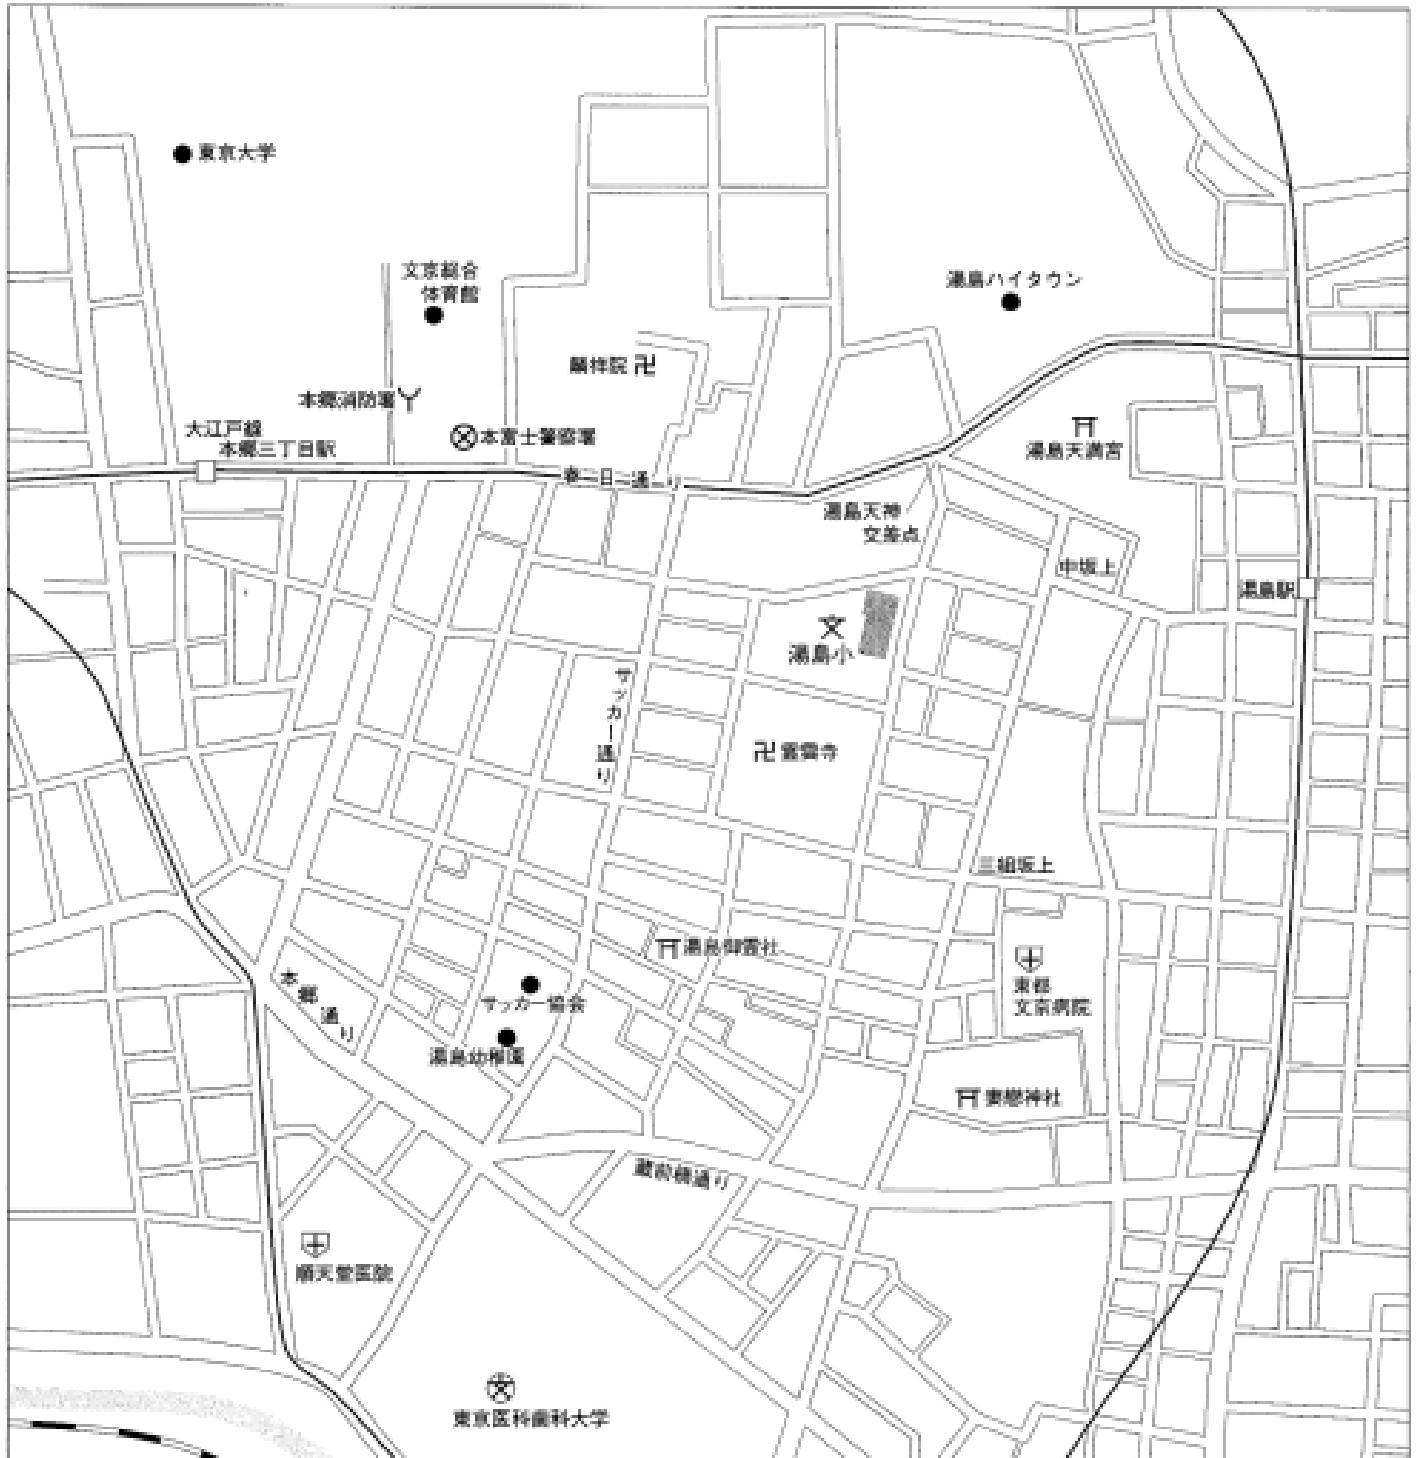 東京大学
文京総合
体育館
湯島ハイタウン
麟祥院
本郷消防署
大江戸線
本郷三丁目駅
本富士警察署
春日通り
湯島天満宮
湯島天神
交差点
中坂上
湯島駅
湯島小
サッカー通り
霊雲寺
三組坂上
湯島御霊社
本郷通り
サッカー協会
東都
文京病院
湯島幼稚園
妻恋神社
蔵前橋通り
順天堂医院
東京医科歯科大学